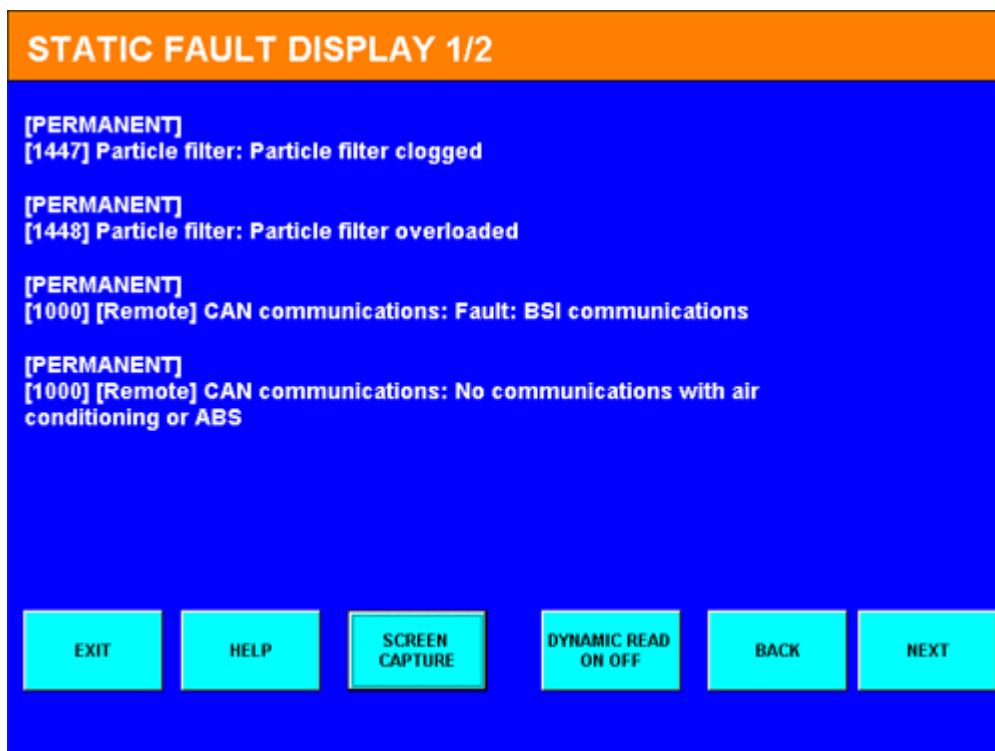 STATIC FAULT DISPLAY 1/2
[PERMANENT]
[1447] Particle filter: Particle filter clogged
[PERMANENT]
[1448] Particle filter: Particle filter overloaded
[PERMANENT]
[1000] [Remote] CAN communications: Fault: BSI communications
[PERMANENT]
[1000] [Remote] CAN communications: No communications with air
conditioning or ABS
EXIT
HELP
SCREEN
CAPTURE
DYNAMIC READ
ON OFF
BACK
NEXT